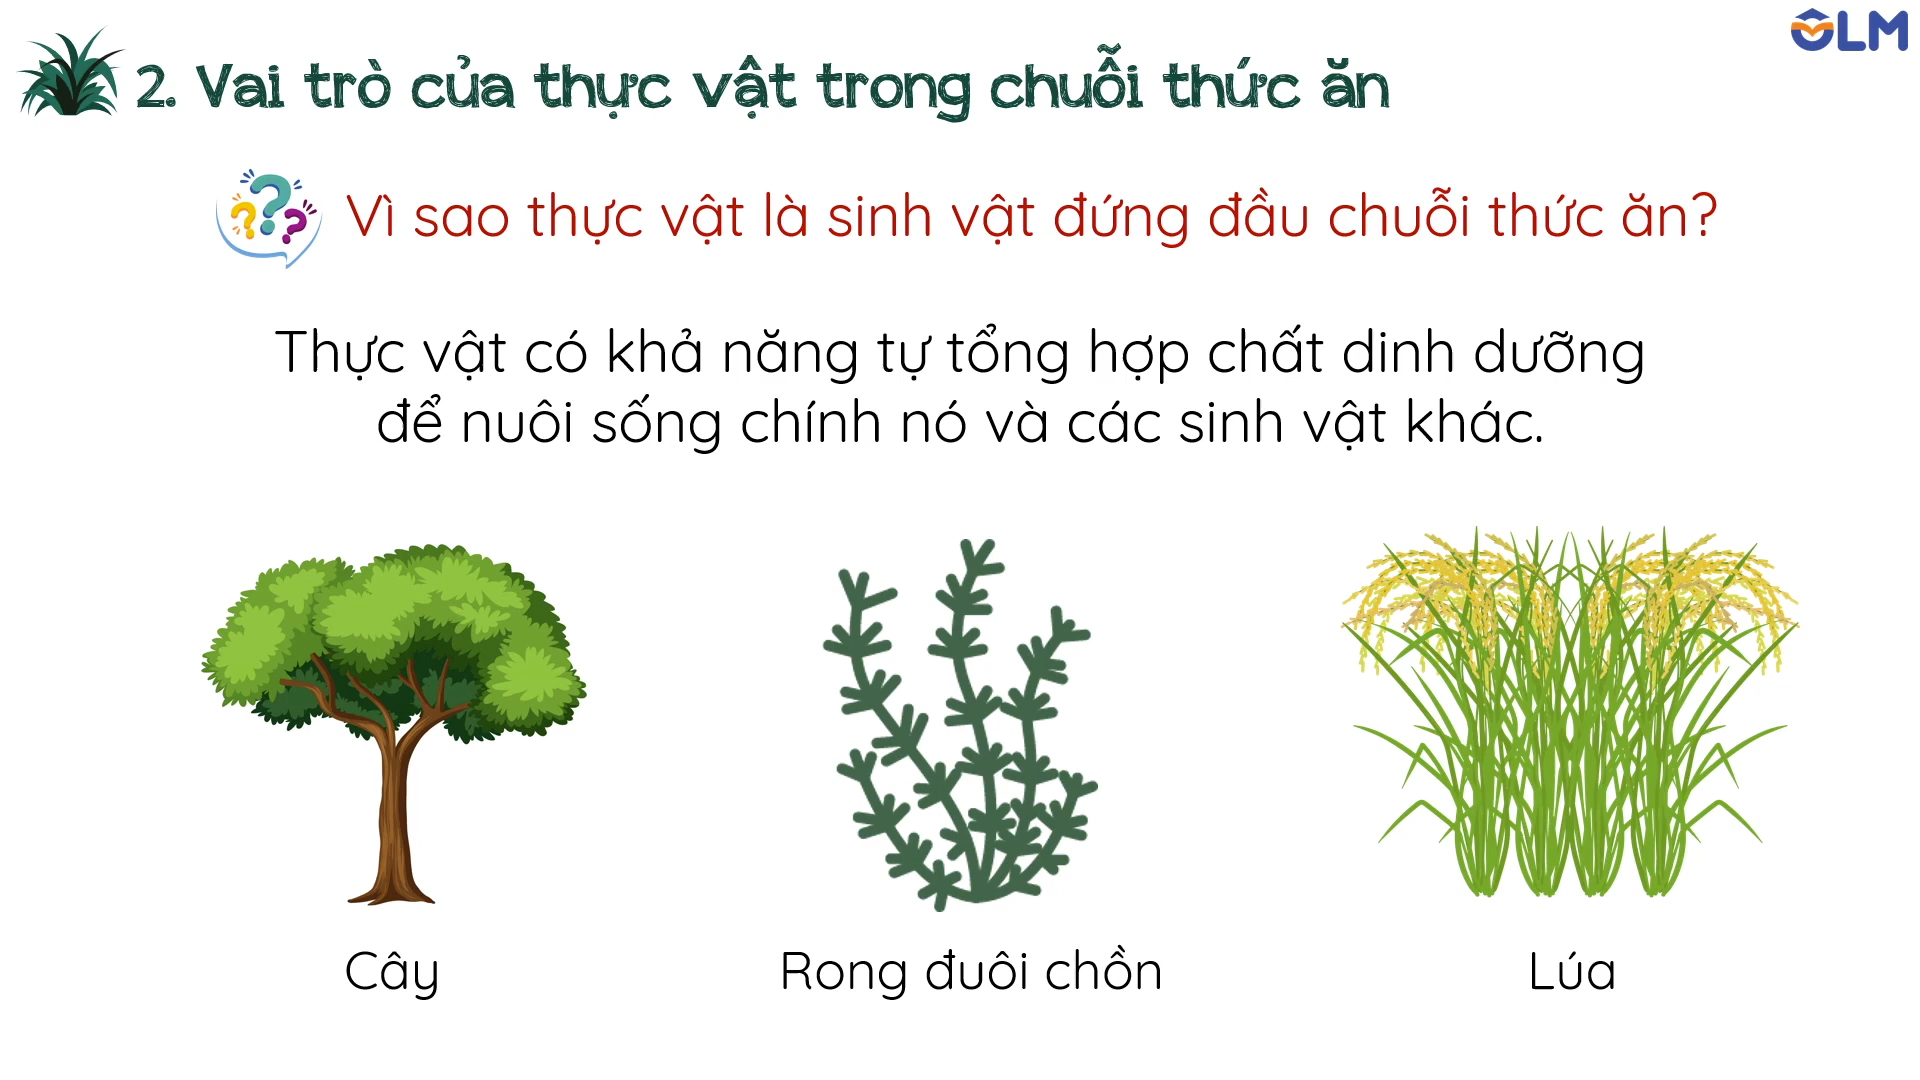 OLM
2. Vai trò của thực vật trong chuỗi thức ăn
Vì sao thực vật là sinh vật đứng đầu chuỗi thức ăn?
Thực vật có khả năng tự tổng hợp chất dinh dưỡng
để nuôi sống chính nó và các sinh vật khác.
Cây
Rong đuôi chồn
Lúa